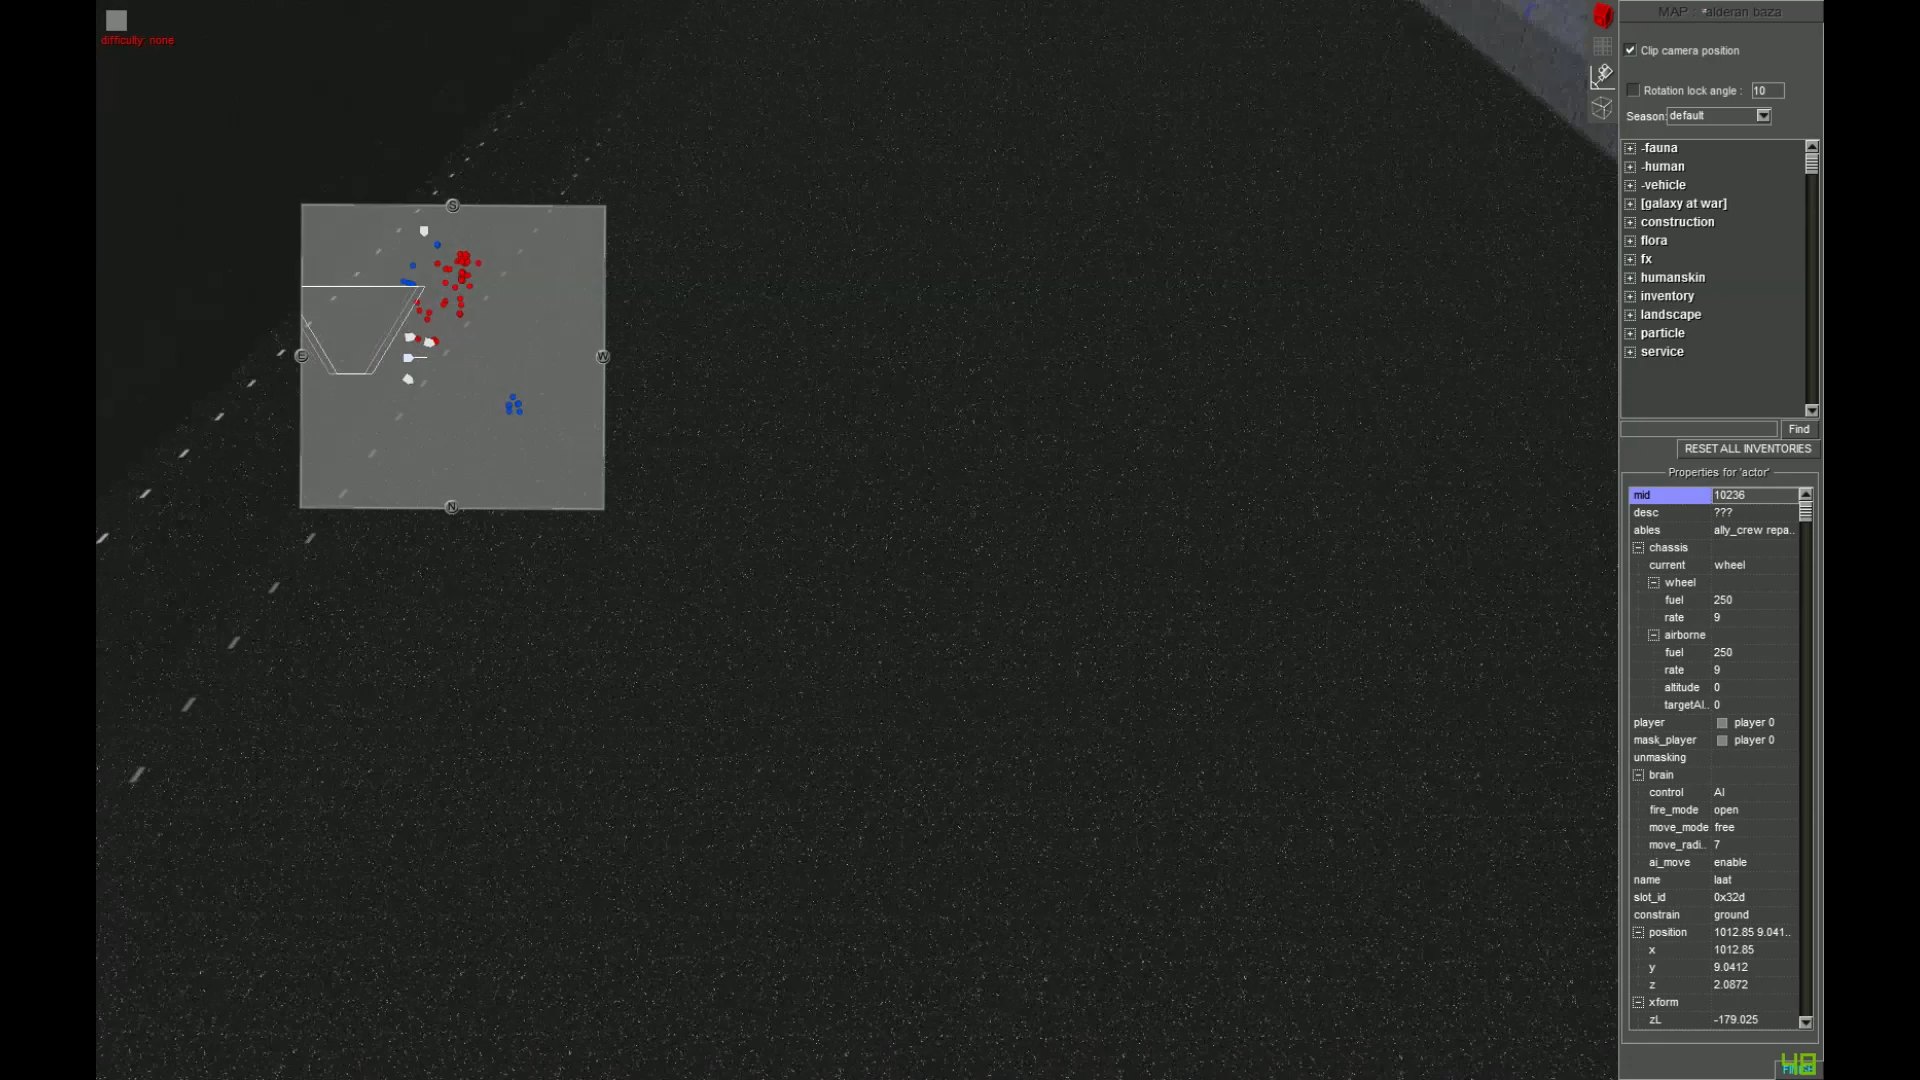 difficulty: none
S
E
W
N
MAP : *alderan baza
Clip camera position
Rotation lock angle : 10
Season: default
-fauna
-human
-vehicle
[galaxy at war]
construction
flora
fx
humanskin
inventory
landscape
particle
service
Find
RESET ALL INVENTORIES
Properties for 'actor'
mid 10236
desc ???
ables ally_crew repa..
chassis
current wheel
wheel
fuel 250
rate 9
airborne
fuel 250
rate 9
altitude 0
targetAl.. 0
player player 0
mask_player player 0
unmasking
brain
control AI
fire_mode open
move_mode free
move_radi.. 7
ai_move enable
name laat
slot_id 0x32d
constrain ground
position 1012.85 9.041..
x 1012.85
y 9.0412
z 2.0872
xform
zL -179.025
48